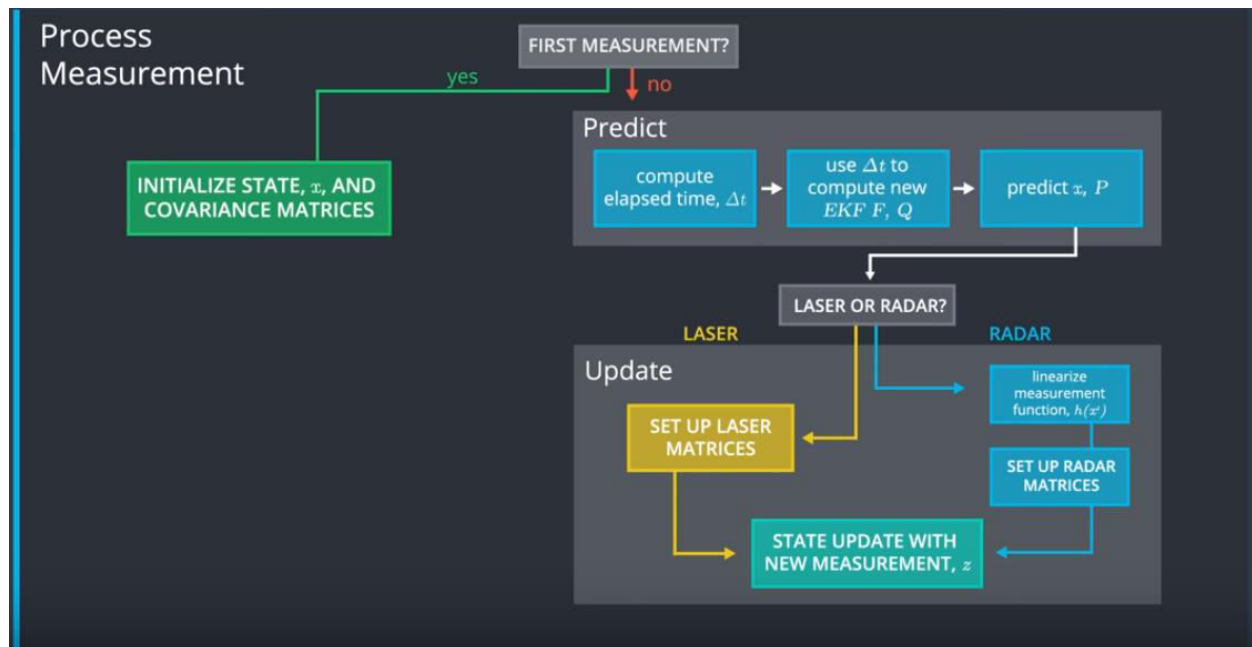 Process
Measurement
FIRST MEASUREMENT?
yes
no
INITIALIZE STATE, x, AND
COVARIANCE MATRICES
Predict
compute
elapsed time, Δt
use Δt to
compute new
EKF F, Q
predict x, P
LASER OR RADAR?
LASER
RADAR
Update
SET UP LASER
MATRICES
linearize
measurement
function, h(x')
SET UP RADAR
MATRICES
STATE UPDATE WITH
NEW MEASUREMENT, z